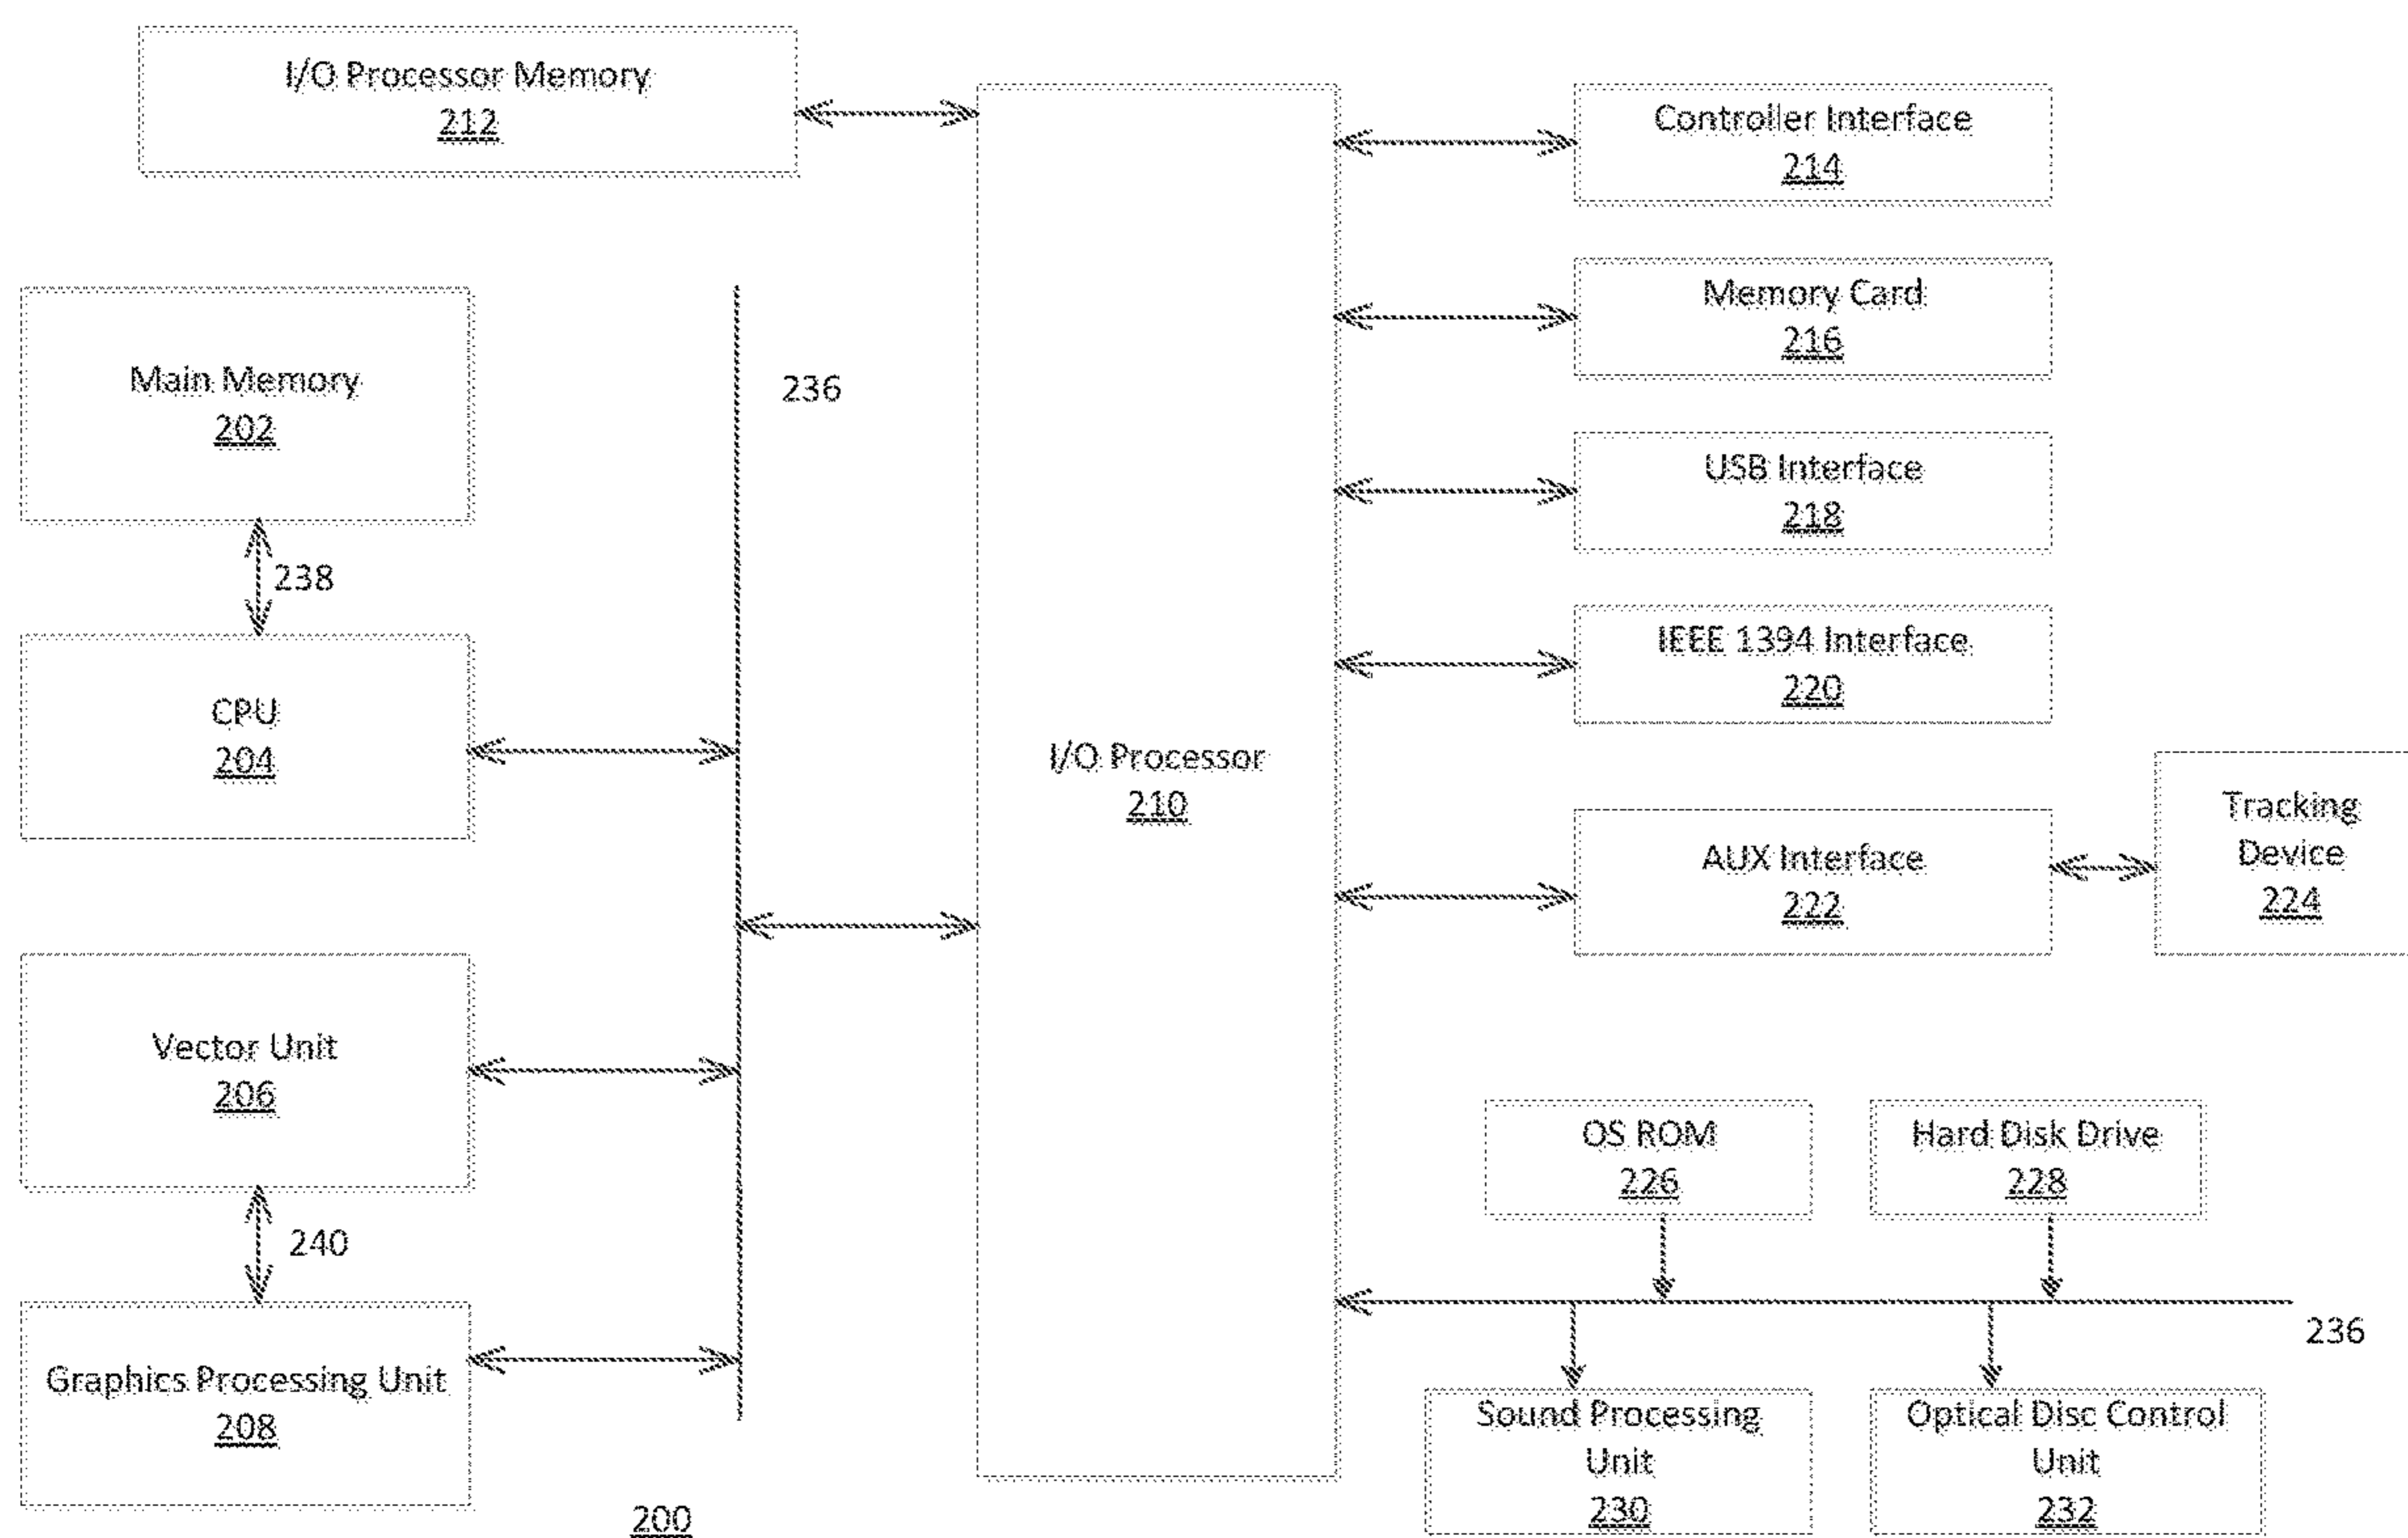 I/O Processor Memory
212
Main Memory
202
238
CPU
204
Vector Unit
206
240
Graphics Processing Unit
208
236
200
I/O Processor
210
Controller Interface
214
Memory Card
216
USB Interface
218
IEEE 1394 Interface
220
AUX Interface
222
Tracking
Device
224
OS ROM
226
Hard Disk Drive
228
236
Sound Processing
Unit
230
Optical Disc Control
Unit
232